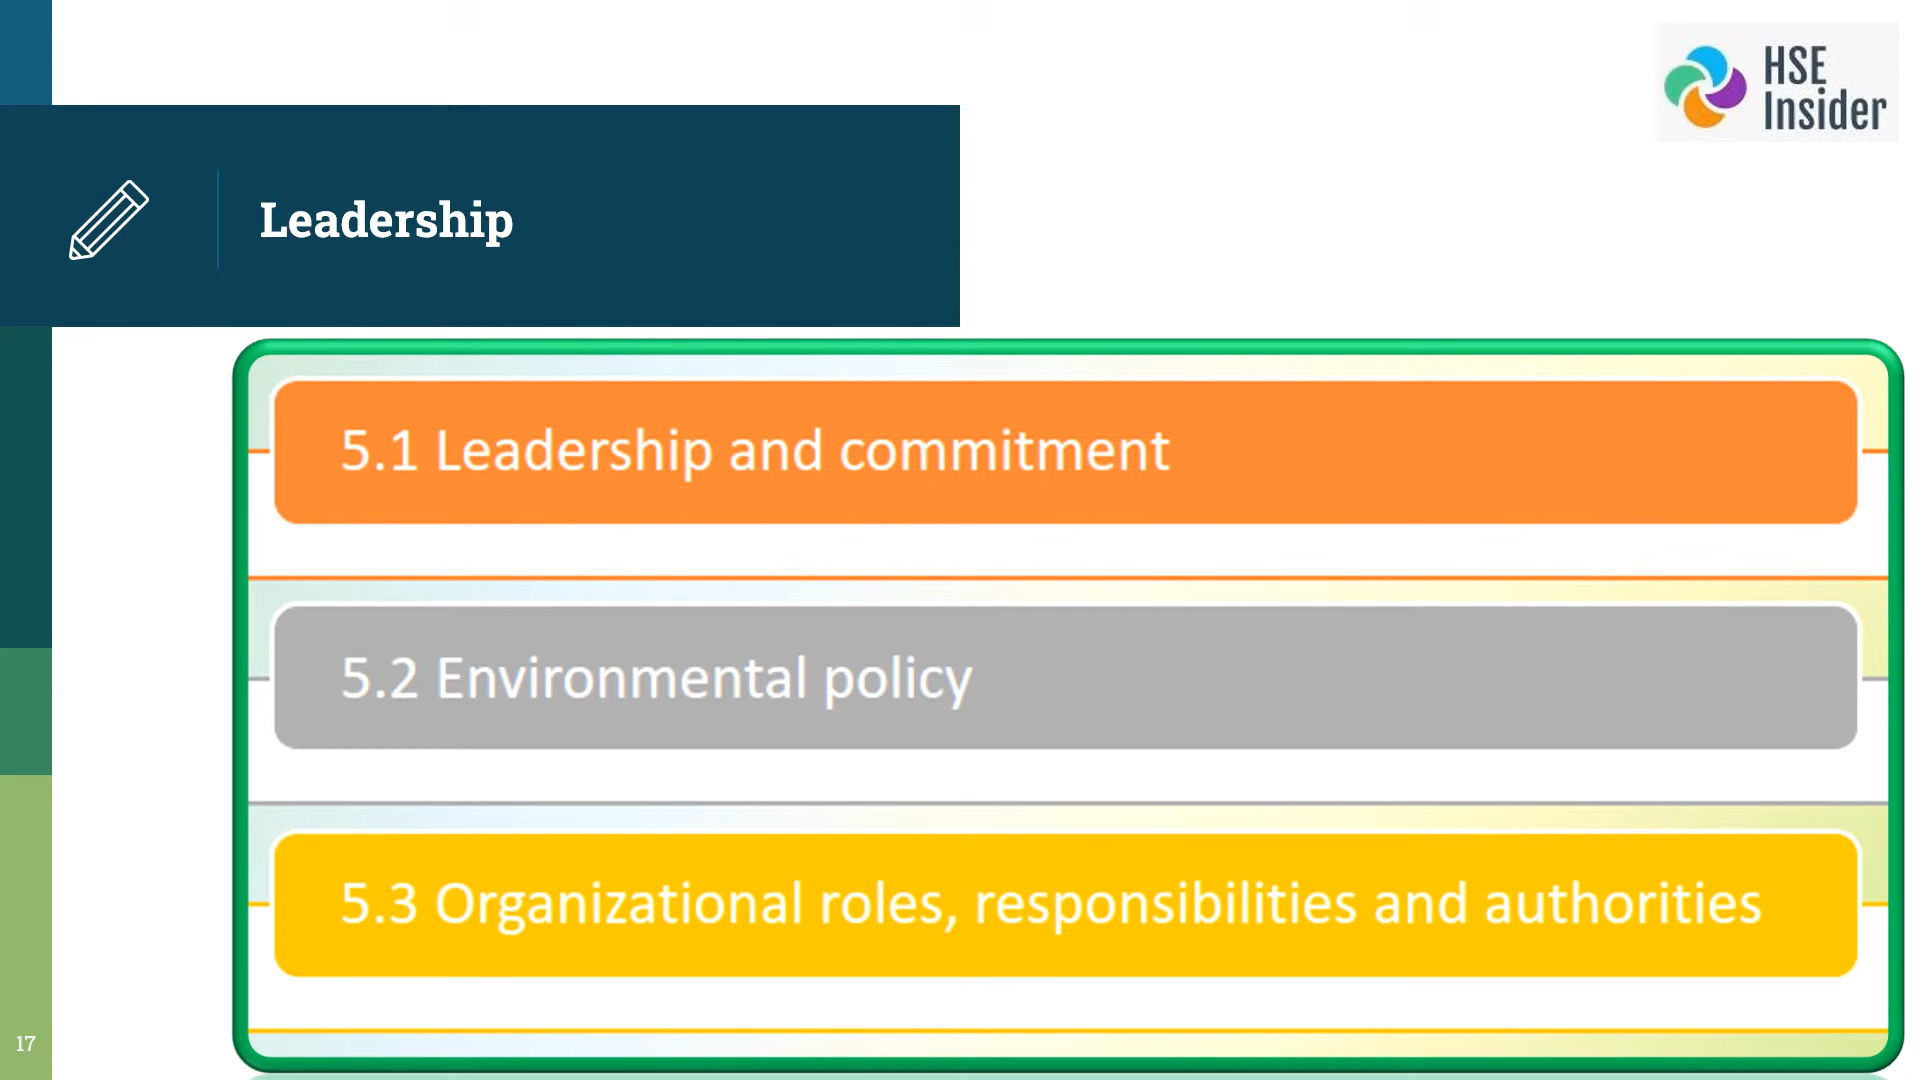 HSE
Insider
Leadership
5.1 Leadership and commitment
5.2 Environmental policy
5.3 Organizational roles, responsibilities and authorities
17